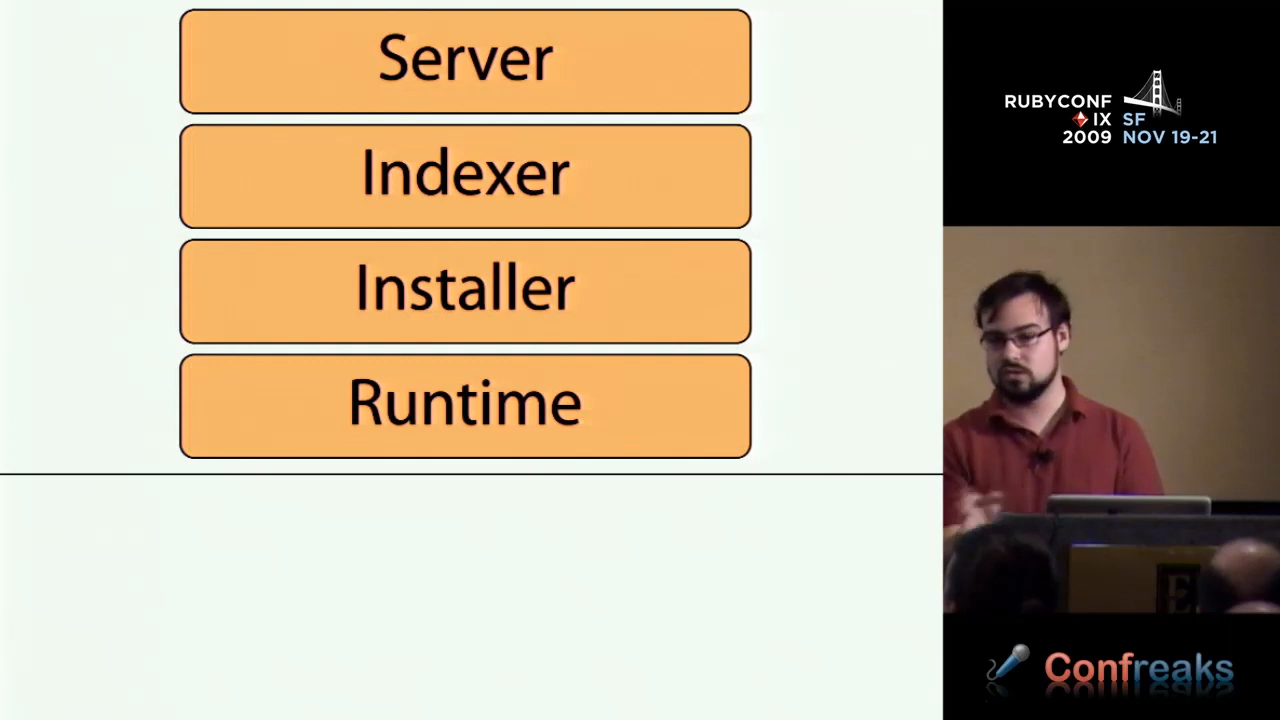 Server
Indexer
Installer
Runtime
RUBYCONF
IX SF
2009 NOV 19-21
Confreaks